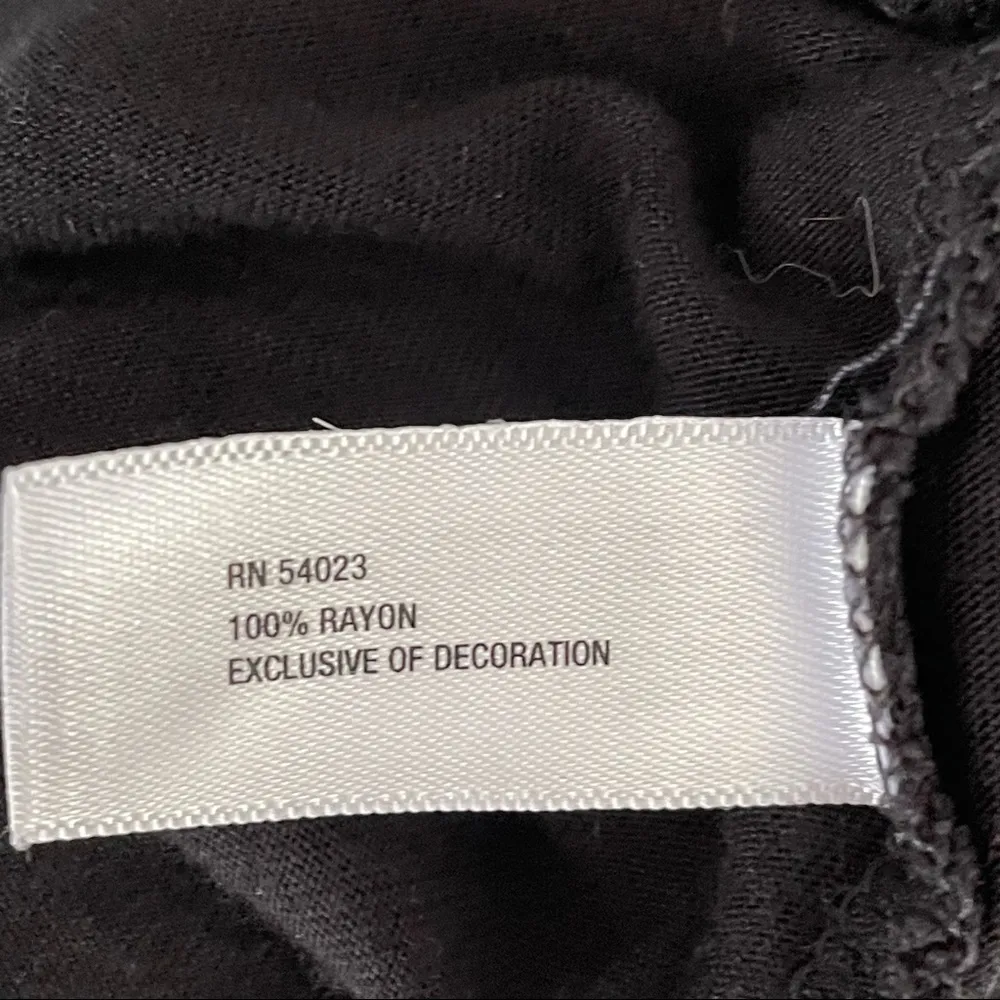 RN 54023
100% RAYON
EXCLUSIVE OF DECORATION